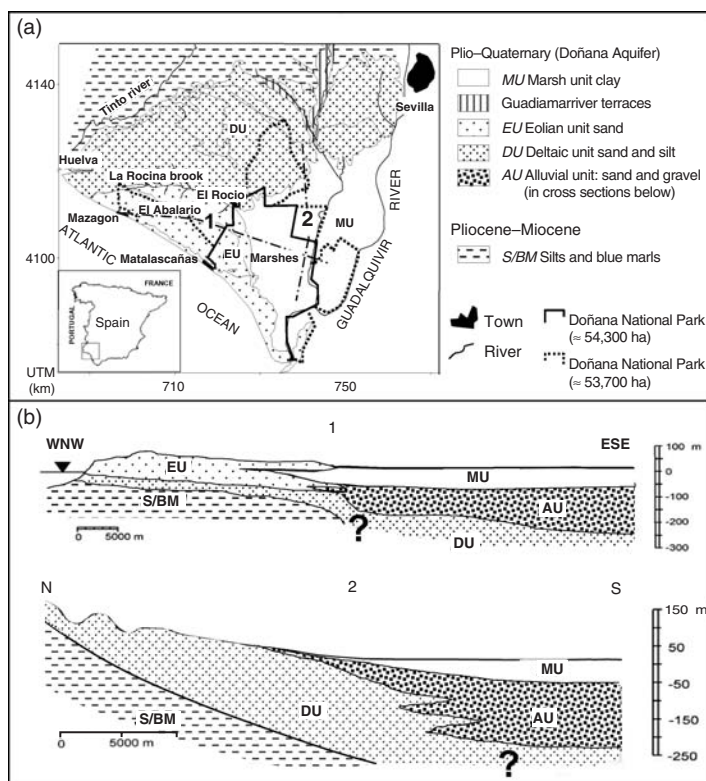 (a)
4140
4100
UTM
(km)
4080
710
750
Tinto river
Huelva
La Rocina brook
El Rocio
Mazagon
El Abalario
1
2
DU
MU
EU
Marshes
Matalascañas
ATLANTIC
OCEAN
GUADALQUIVIR
RIVER
Sevilla
FRANCE
PORTUGAL
Spain
Plio–Quaternary (Doñana Aquifer)
MU Marsh unit clay
Guadiamarriver terraces
EU Eolian unit sand
DU Deltaic unit sand and silt
AU Alluvial unit: sand and gravel
(in cross sections below)
Pliocene–Miocene
S/BM Silts and blue marls
Town
River
Doñana National Park
(≈ 54,300 ha)
Doñana National Park
(≈ 53,700 ha)
(b)
1
WNW
ESE
EU
MU
S/BM
AU
DU
?
0 5000 m
100 m
0
-100
-200
-300
N
2
S
MU
S/BM
DU
AU
?
0 5000 m
150 m
50
-50
-150
-250